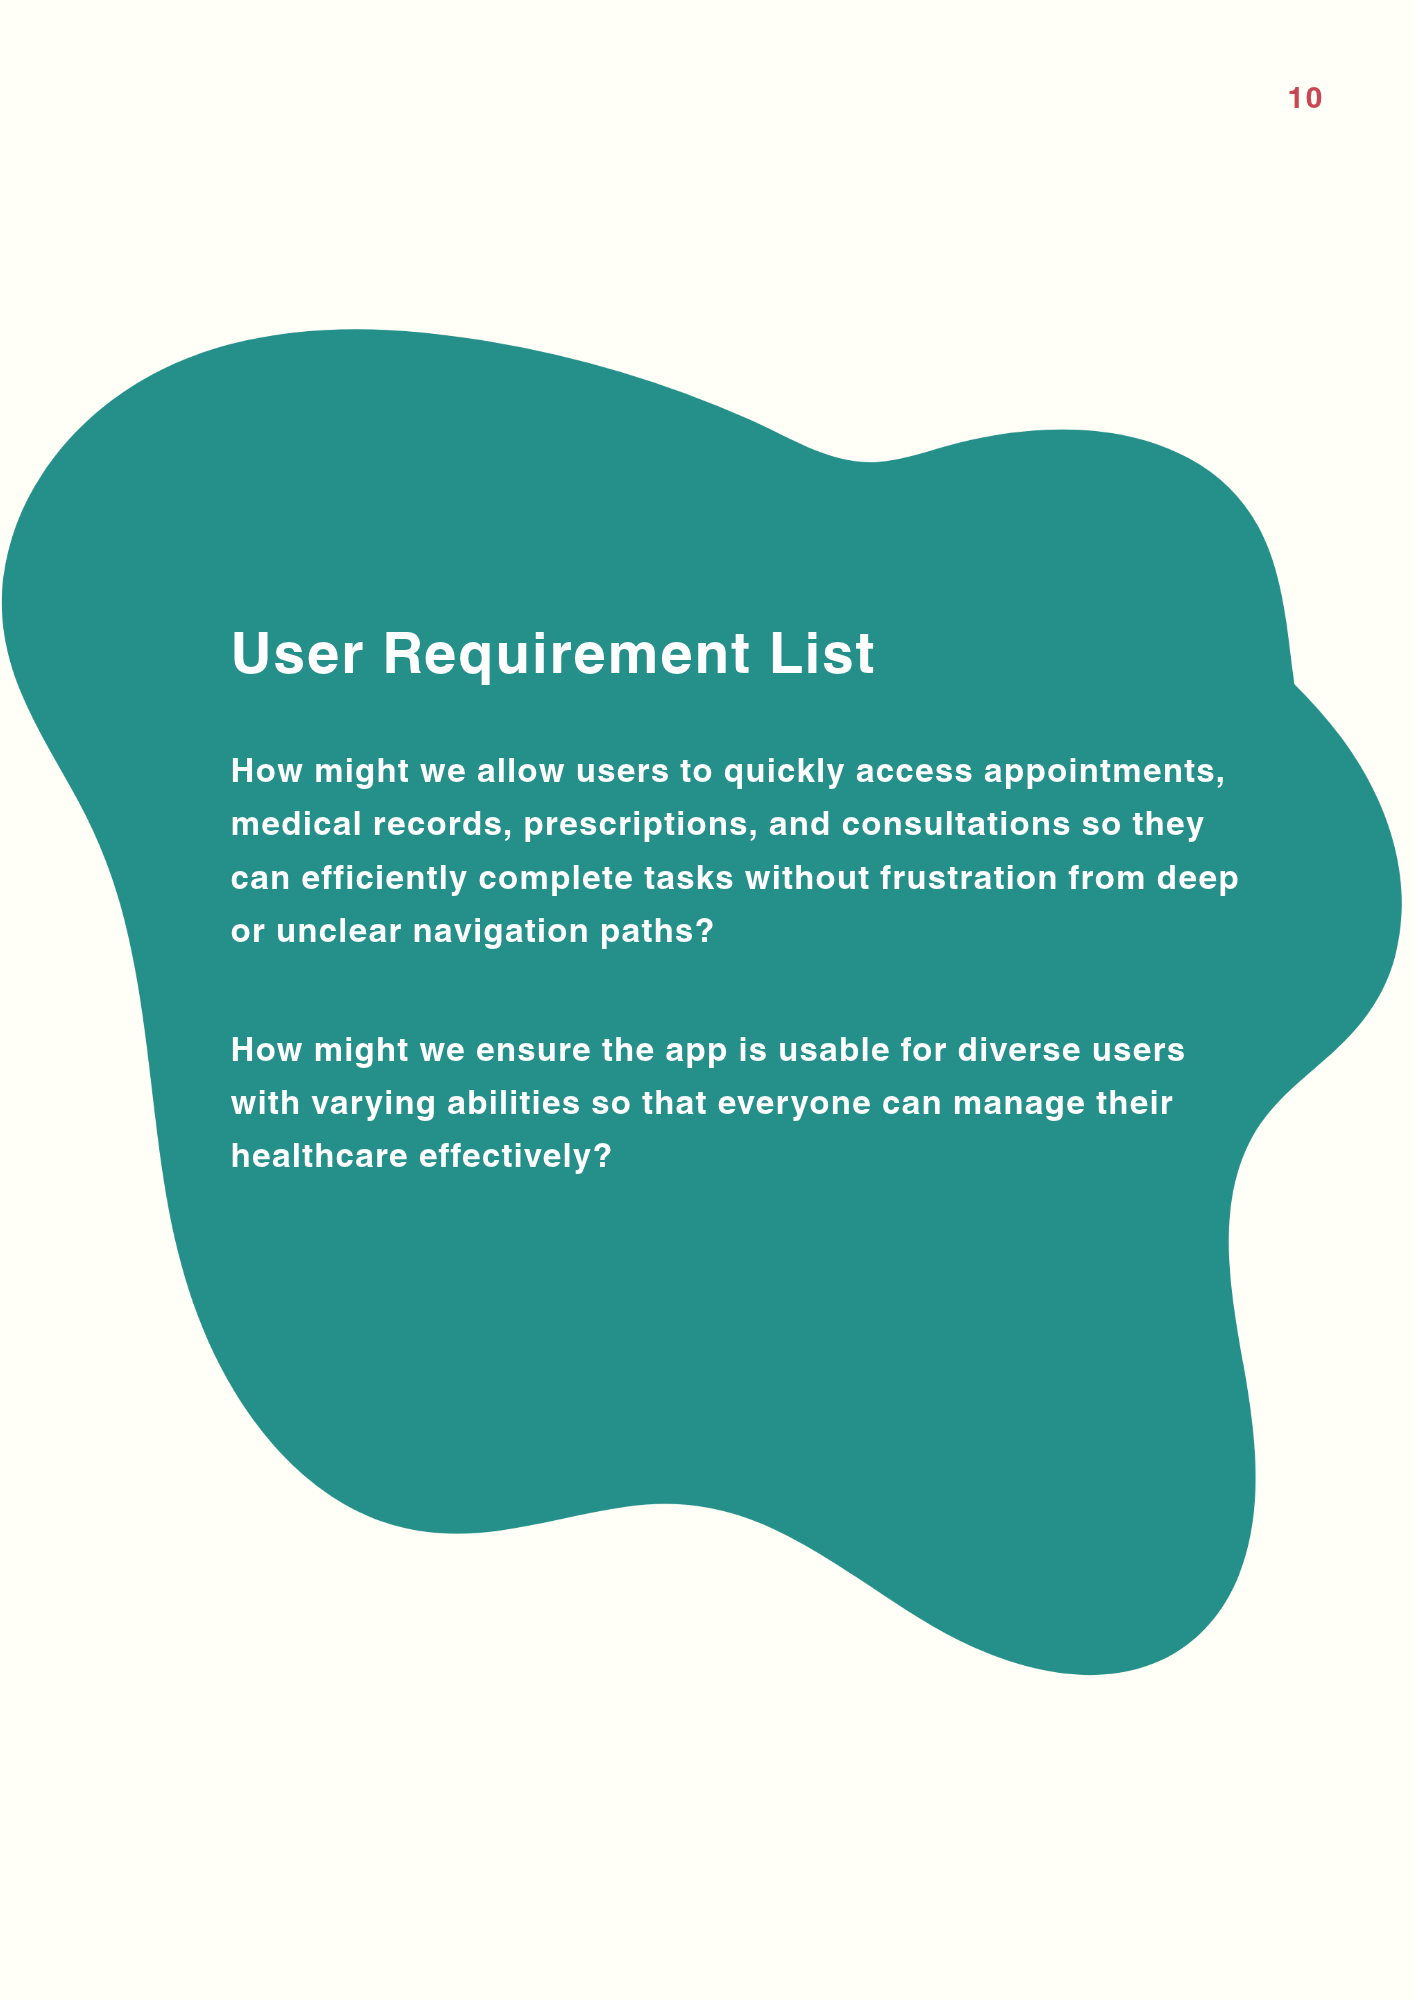 10
User Requirement List
How might we allow users to quickly access appointments,
medical records, prescriptions, and consultations so they
can efficiently complete tasks without frustration from deep
or unclear navigation paths?
How might we ensure the app is usable for diverse users
with varying abilities so that everyone can manage their
healthcare effectively?